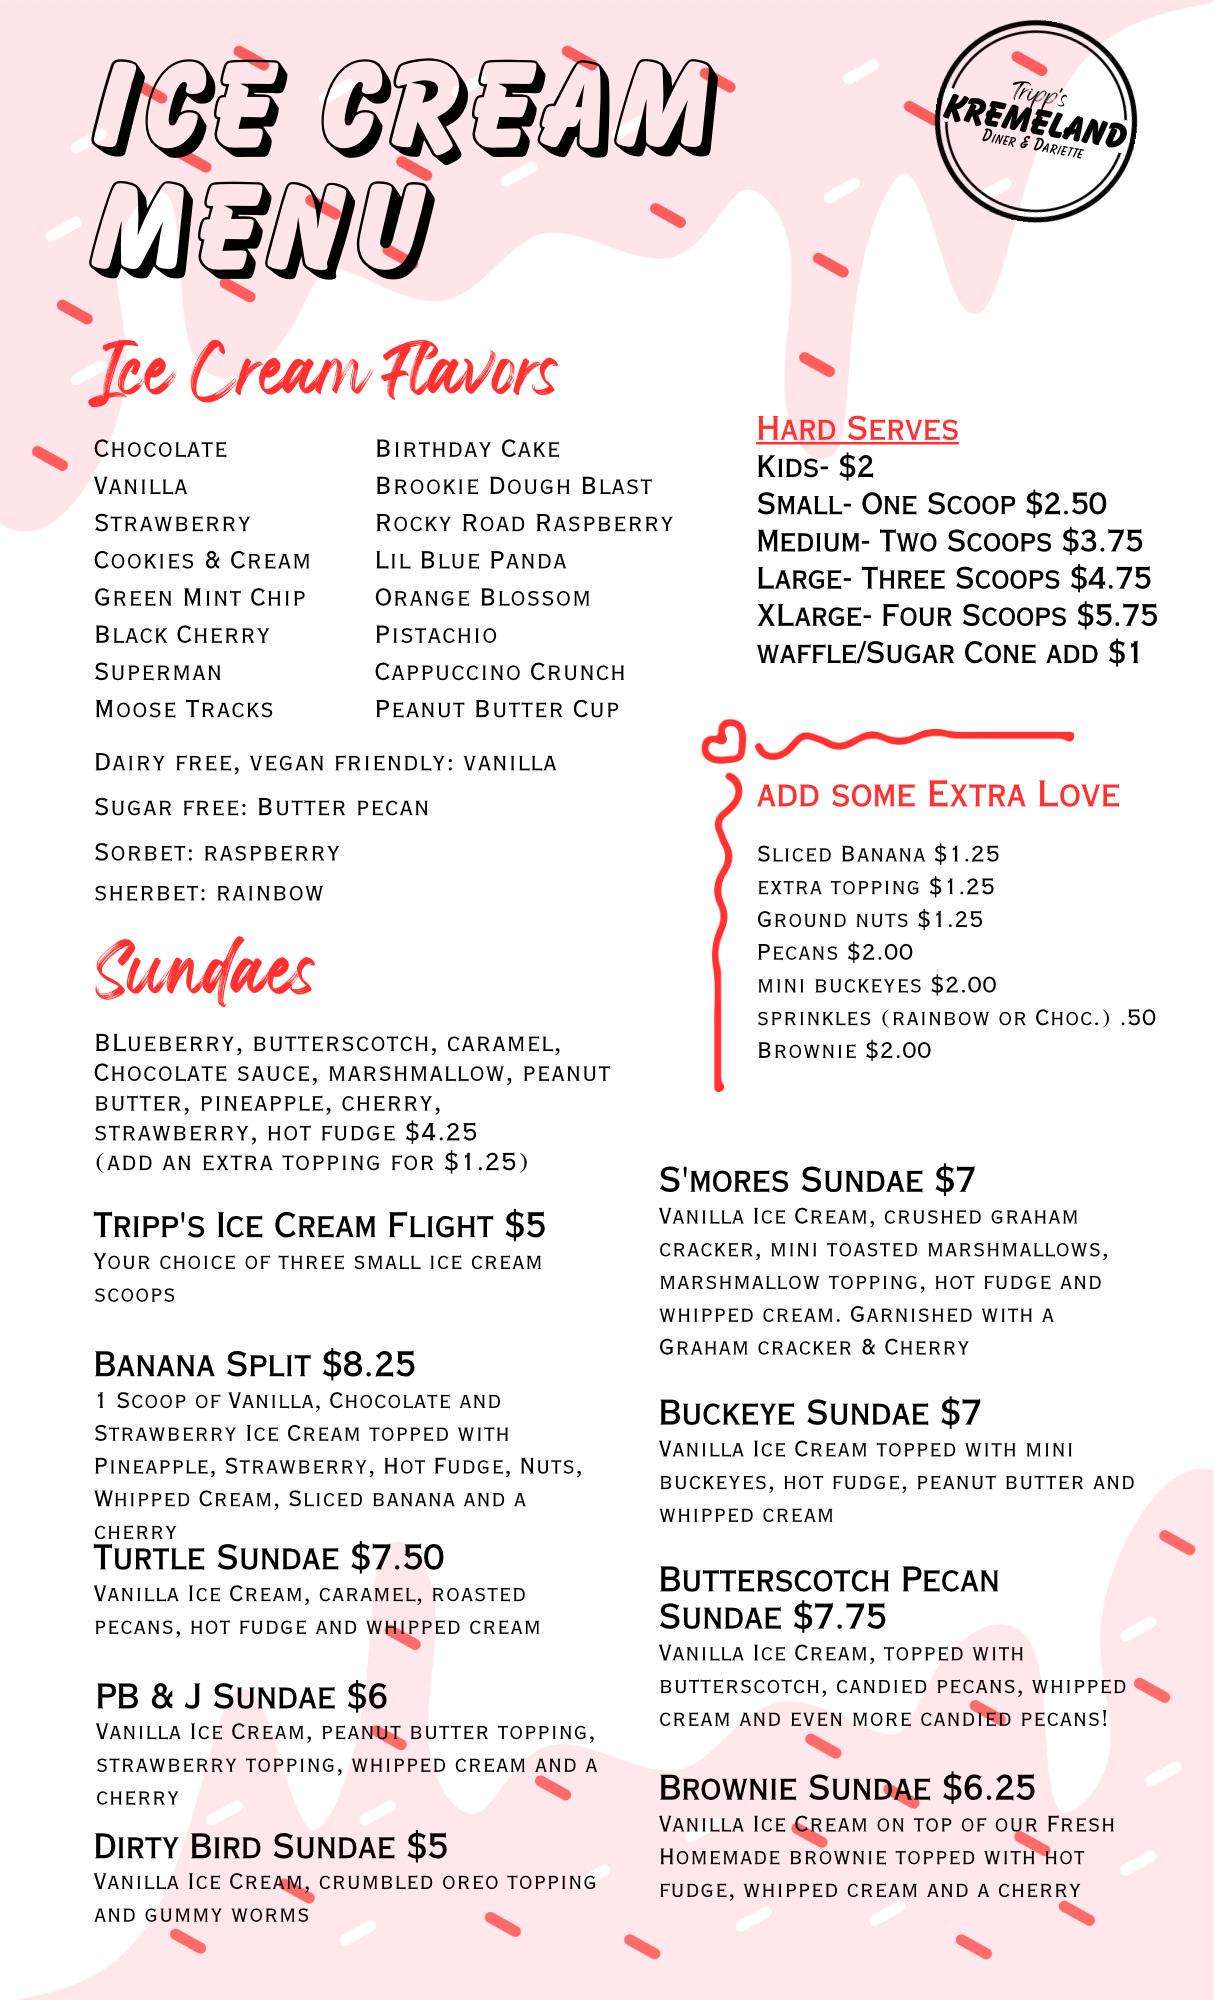 ICE CREAM
MENU
Tripp's
KREMELAND
DINER & DARIETTE
Ice Cream Flavors
CHOCOLATE
VANILLA
STRAWBERRY
COOKIES & CREAM
GREEN MINT CHIP
BLACK CHERRY
SUPERMAN
MOOSE TRACKS
BIRTHDAY CAKE
BROOKIE DOUGH BLAST
ROCKY ROAD RASPBERRY
LIL BLUE PANDA
ORANGE BLOSSOM
PISTACHIO
CAPPUCCINO CRUNCH
PEANUT BUTTER CUP
DAIRY FREE, VEGAN FRIENDLY: VANILLA
SUGAR FREE: BUTTER PECAN
SORBET: RASPBERRY
SHERBET: RAINBOW
HARD SERVES
KIDS- $2
SMALL- ONE SCOOP $2.50
MEDIUM- TWO SCOOPS $3.75
LARGE- THREE SCOOPS $4.75
XLARGE- FOUR SCOOPS $5.75
WAFFLE/SUGAR CONE ADD $1
ADD SOME EXTRA LOVE
SLICED BANANA $1.25
EXTRA TOPPING $1.25
GROUND NUTS $1.25
PECANS $2.00
MINI BUCKEYES $2.00
SPRINKLES (RAINBOW OR CHOC.) .50
BROWNIE $2.00
Sundaes
BLUEBERRY, BUTTERSCOTCH, CARAMEL,
CHOCOLATE SAUCE, MARSHMALLOW, PEANUT
BUTTER, PINEAPPLE, CHERRY,
STRAWBERRY, HOT FUDGE $4.25
(ADD AN EXTRA TOPPING FOR $1.25)
TRIPP'S ICE CREAM FLIGHT $5
YOUR CHOICE OF THREE SMALL ICE CREAM
SCOOPS
BANANA SPLIT $8.25
1 SCOOP OF VANILLA, CHOCOLATE AND
STRAWBERRY ICE CREAM TOPPED WITH
PINEAPPLE, STRAWBERRY, HOT FUDGE, NUTS,
WHIPPED CREAM, SLICED BANANA AND A
CHERRY
TURTLE SUNDAE $7.50
VANILLA ICE CREAM, CARAMEL, ROASTED
PECANS, HOT FUDGE AND WHIPPED CREAM
PB & J SUNDAE $6
VANILLA ICE CREAM, PEANUT BUTTER TOPPING,
STRAWBERRY TOPPING, WHIPPED CREAM AND A
CHERRY
DIRTY BIRD SUNDAE $5
VANILLA ICE CREAM, CRUMBLED OREO TOPPING
AND GUMMY WORMS
S'MORES SUNDAE $7
VANILLA ICE CREAM, CRUSHED GRAHAM
CRACKER, MINI TOASTED MARSHMALLOWS,
MARSHMALLOW TOPPING, HOT FUDGE AND
WHIPPED CREAM. GARNISHED WITH A
GRAHAM CRACKER & CHERRY
BUCKEYE SUNDAE $7
VANILLA ICE CREAM TOPPED WITH MINI
BUCKEYES, HOT FUDGE, PEANUT BUTTER AND
WHIPPED CREAM
BUTTERSCOTCH PECAN
SUNDAE $7.75
VANILLA ICE CREAM, TOPPED WITH
BUTTERSCOTCH, CANDIED PECANS, WHIPPED
CREAM AND EVEN MORE CANDIED PECANS!
BROWNIE SUNDAE $6.25
VANILLA ICE CREAM ON TOP OF OUR FRESH
HOMEMADE BROWNIE TOPPED WITH HOT
FUDGE, WHIPPED CREAM AND A CHERRY